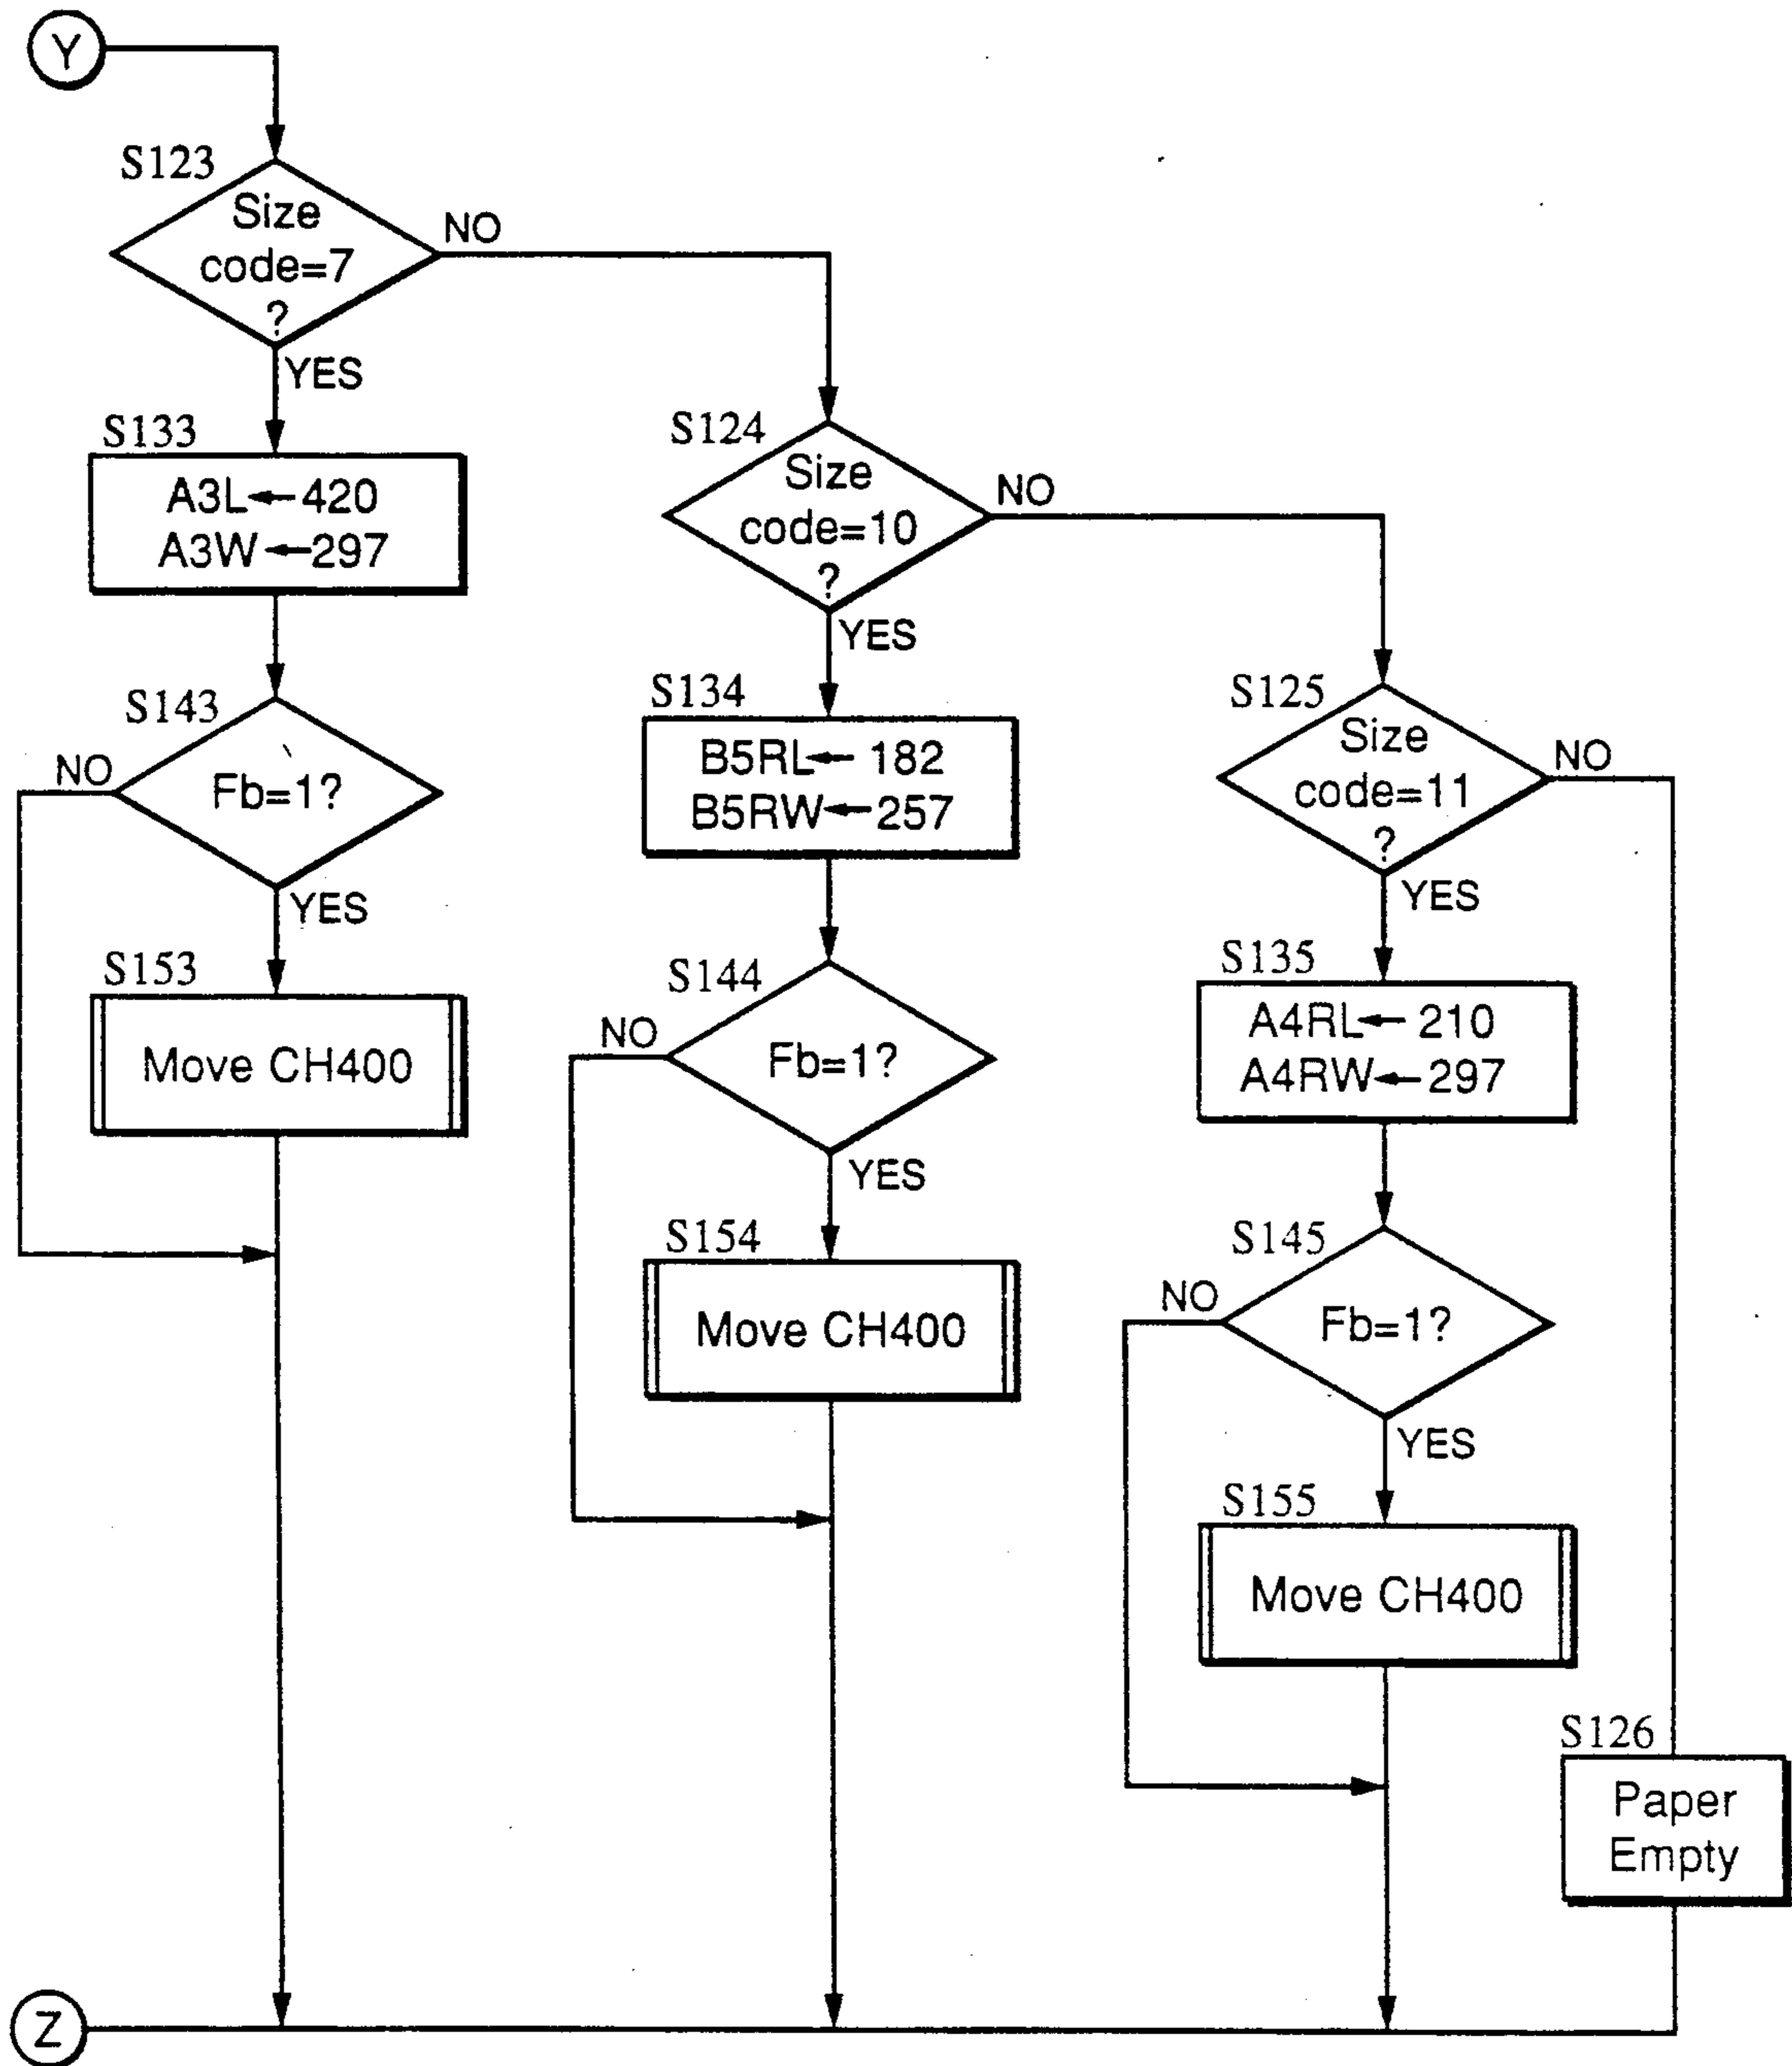 Y
S123
Size
code=7
?
NO
YES
S133
A3L←420
A3W←297
S143
Fb=1?
NO
YES
S153
Move CH400
S124
Size
code=10
?
NO
YES
S134
B5RL←182
B5RW←257
S144
Fb=1?
NO
YES
S154
Move CH400
S125
Size
code=11
?
NO
YES
S135
A4RL←210
A4RW←297
S145
Fb=1?
NO
YES
S155
Move CH400
S126
Paper
Empty
Z